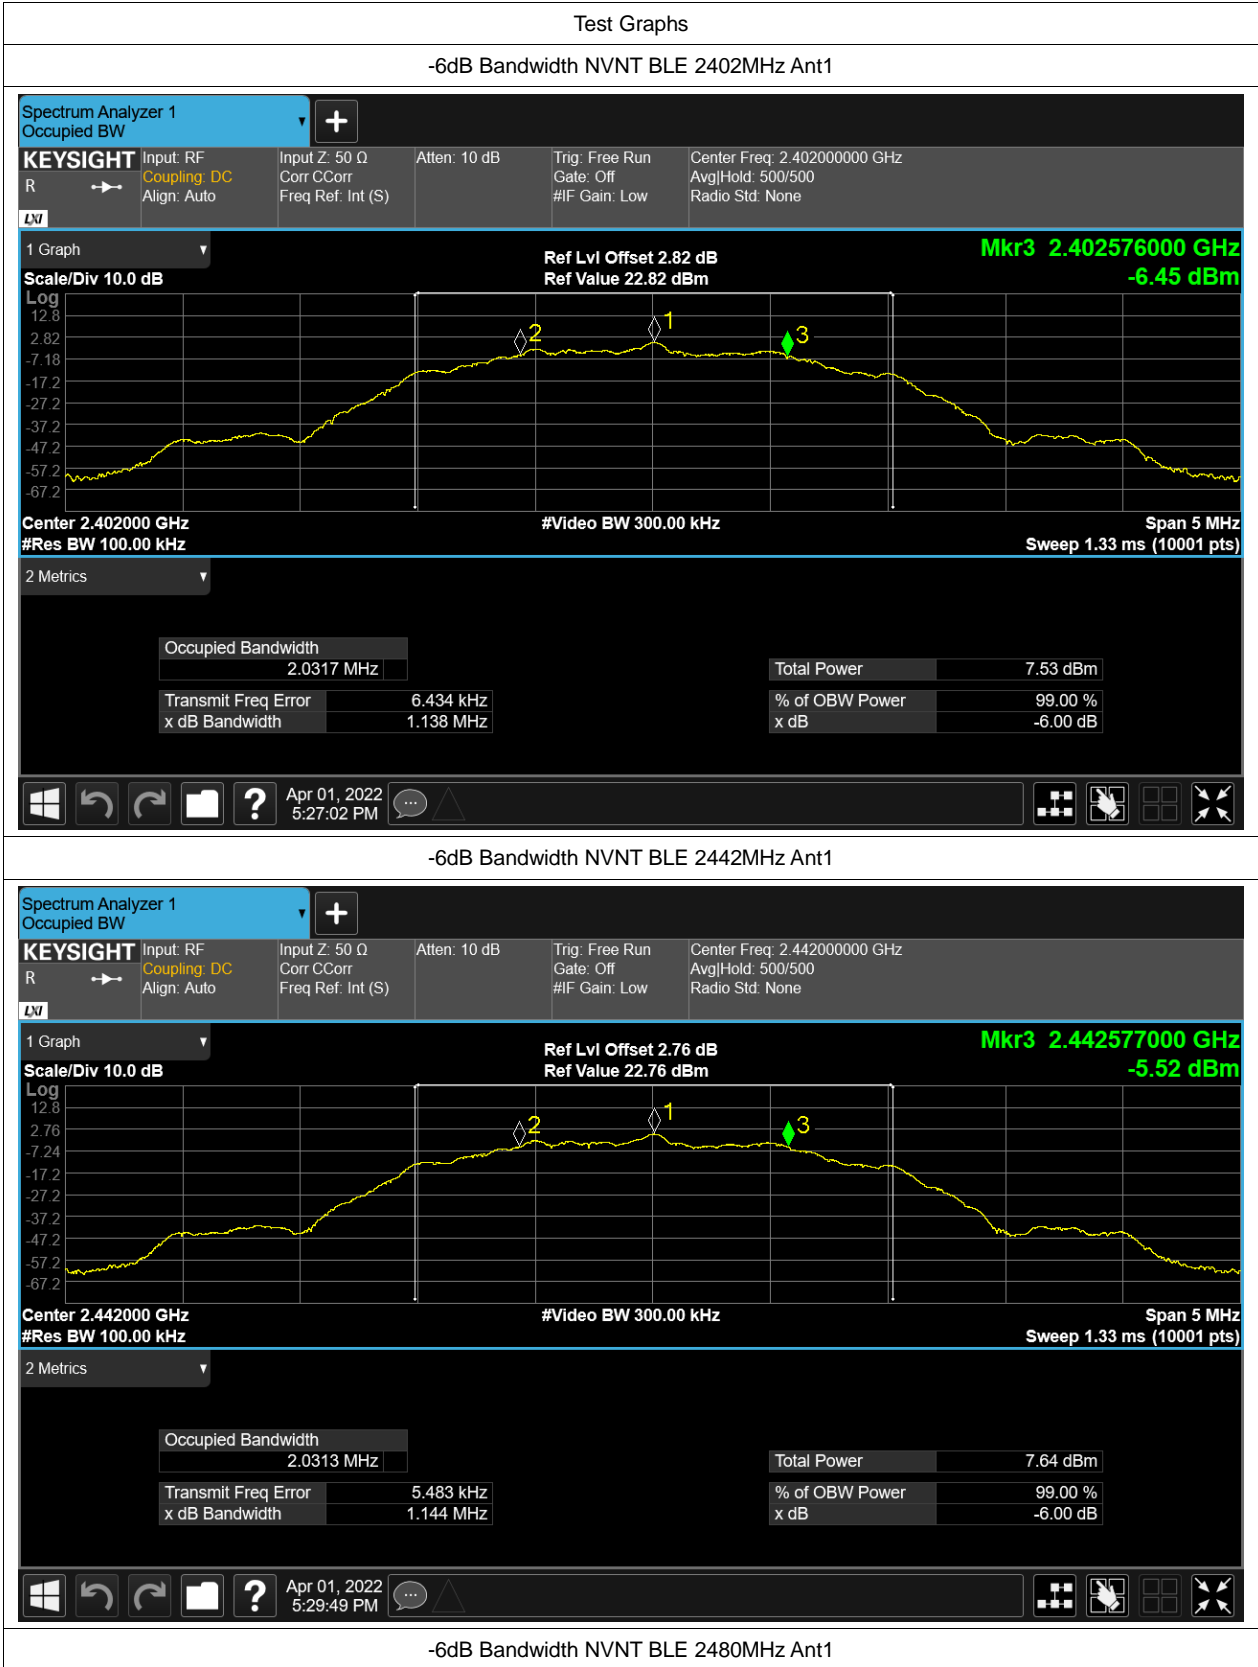 Test Graphs
-6dB Bandwidth NVNT BLE 2402MHz Ant1
Spectrum Analyzer 1
Occupied BW
KEYSIGHT Input: RF Input Z: 50 Ω Atten: 10 dB Trig: Free Run Center Freq: 2.402000000 GHz
R Coupling: DC Corr CCorr Gate: Off Avg|Hold: 500/500
Align: Auto Freq Ref: Int (S) #IF Gain: Low Radio Std: None
LXI
1 Graph Ref Lvl Offset 2.82 dB Mkr3 2.402576000 GHz
Scale/Div 10.0 dB Ref Value 22.82 dBm -6.45 dBm
Log
12.8
2.82
-7.18
-17.2
-27.2
-37.2
-47.2
-57.2
-67.2
2 1 3
Center 2.402000 GHz #Video BW 300.00 kHz Span 5 MHz
#Res BW 100.00 kHz Sweep 1.33 ms (10001 pts)
2 Metrics
Occupied Bandwidth
2.0317 MHz Total Power 7.53 dBm
Transmit Freq Error 6.434 kHz % of OBW Power 99.00 %
x dB Bandwidth 1.138 MHz x dB -6.00 dB
? Apr 01, 2022
5:27:02 PM
-6dB Bandwidth NVNT BLE 2442MHz Ant1
Spectrum Analyzer 1
Occupied BW
KEYSIGHT Input: RF Input Z: 50 Ω Atten: 10 dB Trig: Free Run Center Freq: 2.442000000 GHz
R Coupling: DC Corr CCorr Gate: Off Avg|Hold: 500/500
Align: Auto Freq Ref: Int (S) #IF Gain: Low Radio Std: None
LXI
1 Graph Ref Lvl Offset 2.76 dB Mkr3 2.442577000 GHz
Scale/Div 10.0 dB Ref Value 22.76 dBm -5.52 dBm
Log
12.8
2.76
-7.24
-17.2
-27.2
-37.2
-47.2
-57.2
-67.2
2 1 3
Center 2.442000 GHz #Video BW 300.00 kHz Span 5 MHz
#Res BW 100.00 kHz Sweep 1.33 ms (10001 pts)
2 Metrics
Occupied Bandwidth
2.0313 MHz Total Power 7.64 dBm
Transmit Freq Error 5.483 kHz % of OBW Power 99.00 %
x dB Bandwidth 1.144 MHz x dB -6.00 dB
? Apr 01, 2022
5:29:49 PM
-6dB Bandwidth NVNT BLE 2480MHz Ant1